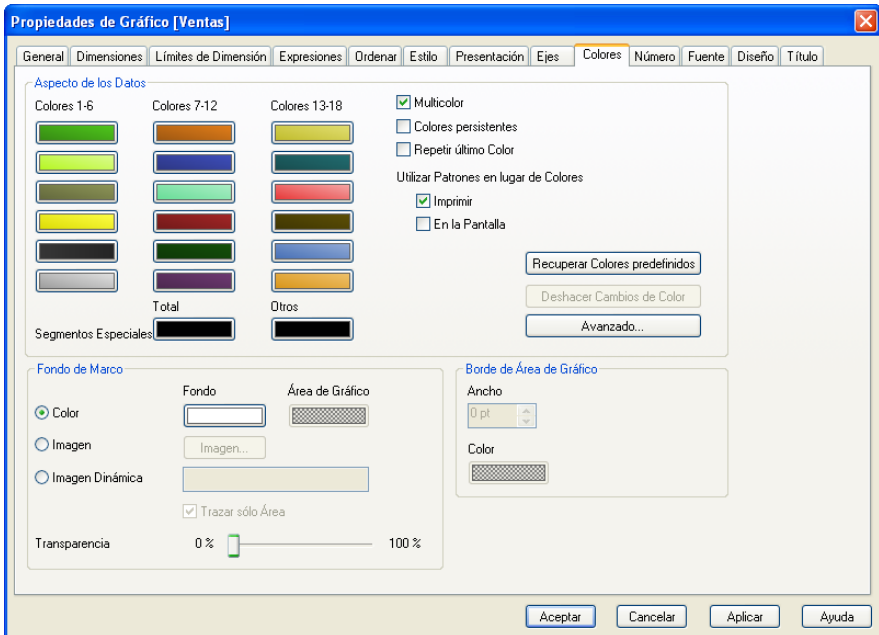 Propiedades de Gráfico [Ventas]
General Dimensiones Límites de Dimensión Expresiones Ordenar Estilo Presentación Ejes Colores Número Fuente Diseño Título
Aspecto de los Datos
Colores 1-6 Colores 7-12 Colores 13-18
Multicolor
Colores persistentes
Repetir último Color
Utilizar Patrones en lugar de Colores
Imprimir
En la Pantalla
Recuperar Colores predefinidos
Deshacer Cambios de Color
Avanzado...
Total Otros
Segmentos Especiales
Fondo de Marco
Fondo Área de Gráfico
Color
Imagen Imagen...
Imagen Dinámica
Trazar sólo Área
Transparencia 0 % 100 %
Borde de Área de Gráfico
Ancho
0 pt
Color
Aceptar Cancelar Aplicar Ayuda